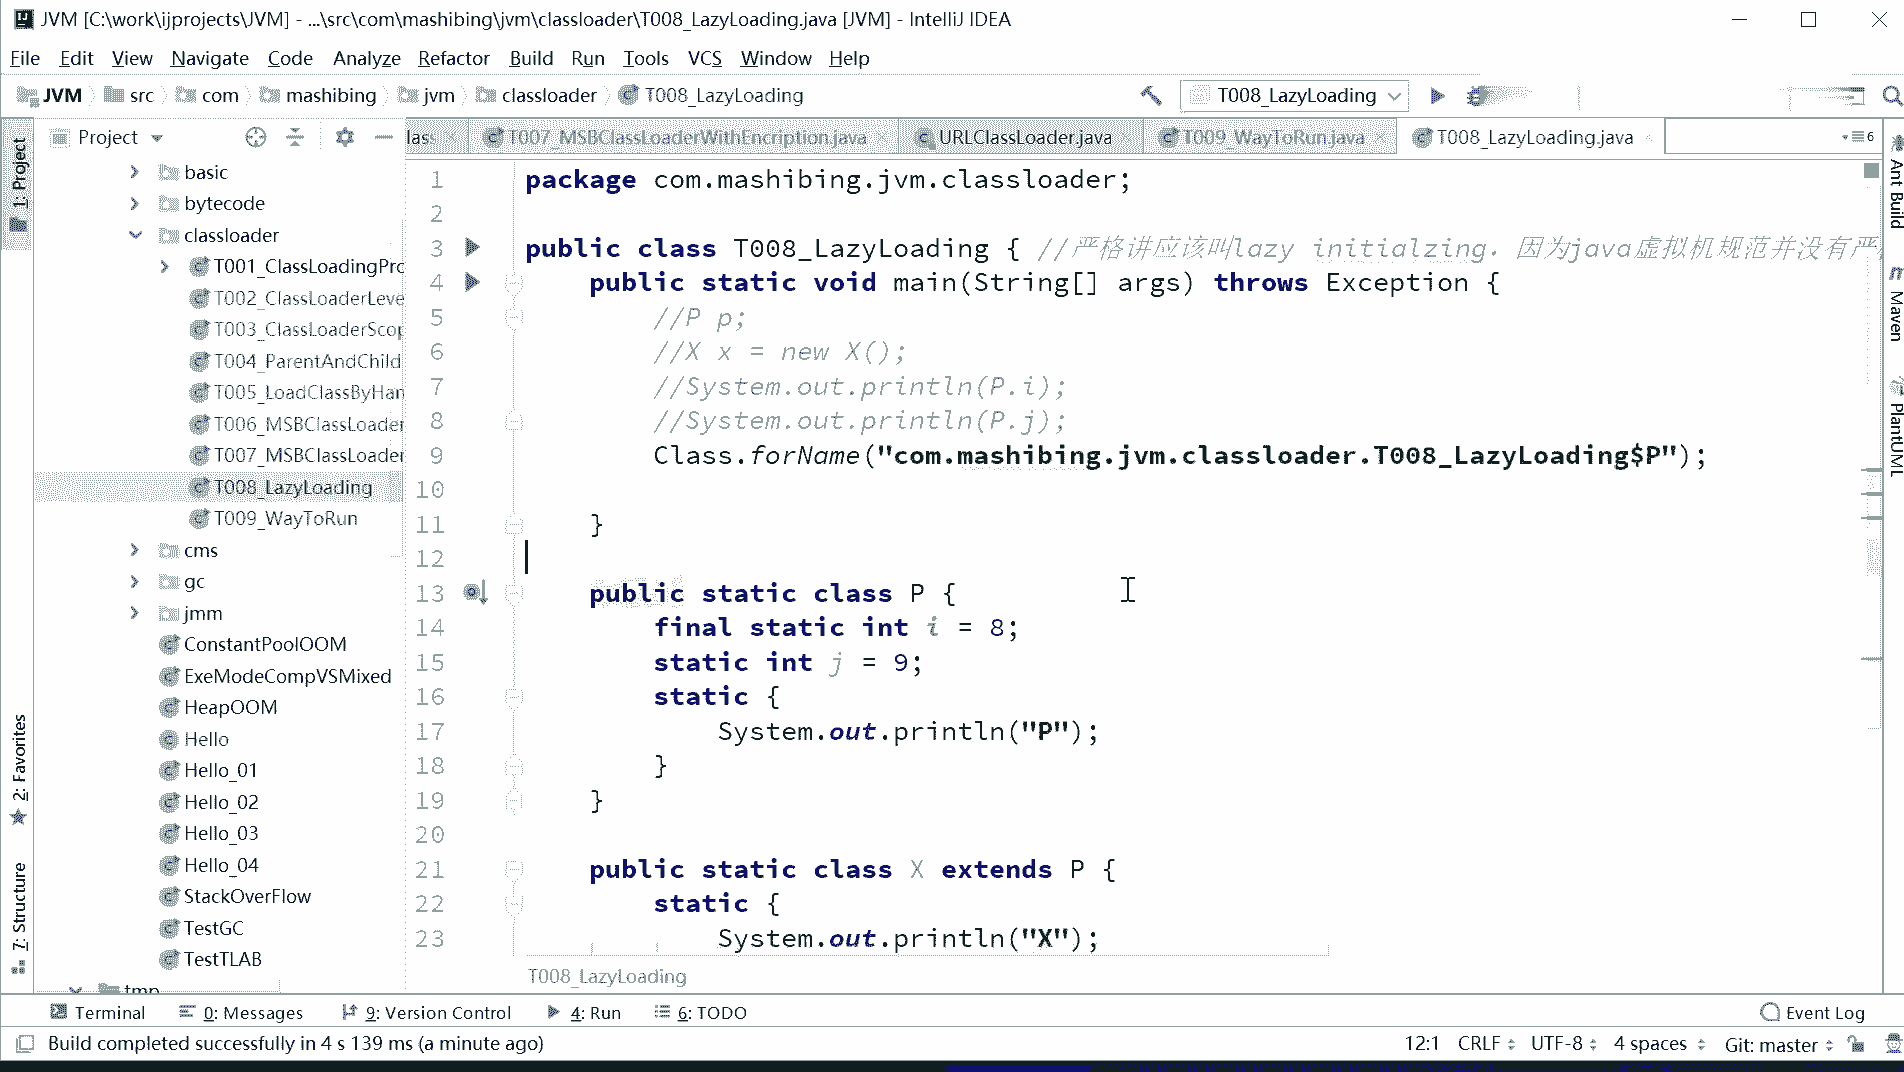 JVM [C:\work\ijprojects\JVM] - ...\src\com\mashibing\jvm\classloader\T008_LazyLoading.java [JVM] - IntelliJ IDEA
File Edit View Navigate Code Analyze Refactor Build Run Tools VCS Window Help
JVM src com mashibing jvm classloader T008_LazyLoading
T008_LazyLoading
1: Project
Project
lass
T007_MSBClassLoaderWithEncription.java
URLClassLoader.java
T009_WayToRun.java
T008_LazyLoading.java
6
basic
bytecode
classloader
T001_ClassLoadingPro
T002_ClassLoaderLeve
T003_ClassLoaderScop
T004_ParentAndChild
T005_LoadClassByHan
T006_MSBClassLoader
T007_MSBClassLoader
T008_LazyLoading
T009_WayToRun
cms
gc
jmm
ConstantPoolOOM
ExeModeCompVSMixed
HeapOOM
Hello
Hello_01
Hello_02
Hello_03
Hello_04
StackOverFlow
TestGC
TestTLAB
tmp
1 package com.mashibing.jvm.classloader;
2
3 public class T008_LazyLoading { //严格讲应该叫lazy initialzing. 因为java虚拟机规范并没有严
4 public static void main(String[] args) throws Exception {
5 //P p;
6 //X x = new X();
7 //System.out.println(P.i);
8 //System.out.println(P.j);
9 Class.forName("com.mashibing.jvm.classloader.T008_LazyLoading$P");
10
11 }
12
13 public static class P {
14 final static int i = 8;
15 static int j = 9;
16 static {
17 System.out.println("P");
18 }
19 }
20
21 public static class X extends P {
22 static {
23 System.out.println("X");
T008_LazyLoading
Ant Build
Maven
PlantUML
2: Favorites
7: Structure
Terminal 0: Messages 9: Version Control 4: Run 6: TODO Event Log
Build completed successfully in 4 s 139 ms (a minute ago) 12:1 CRLF UTF-8 4 spaces Git: master